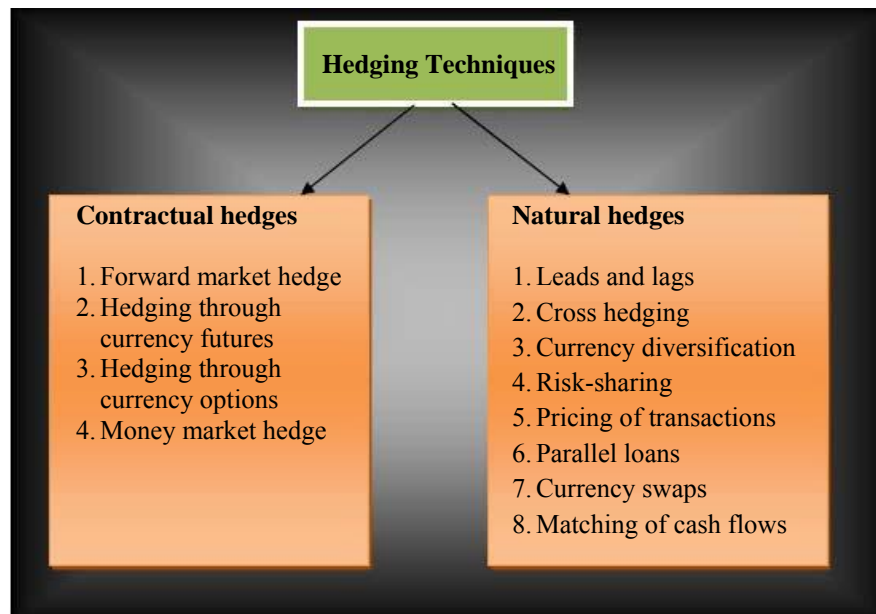 Hedging Techniques
Contractual hedges
1. Forward market hedge
2. Hedging through
currency futures
3. Hedging through
currency options
4. Money market hedge
Natural hedges
1. Leads and lags
2. Cross hedging
3. Currency diversification
4. Risk-sharing
5. Pricing of transactions
6. Parallel loans
7. Currency swaps
8. Matching of cash flows